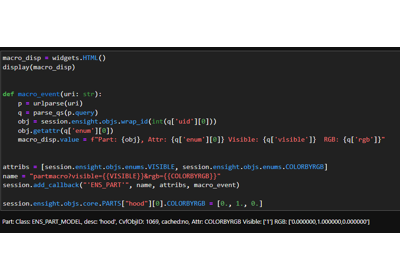 macro_disp = widgets.HTML()
display(macro_disp)
def macro_event(uri: str):
p = urlparse(uri)
q = parse_qs(p.query)
obj = session.ensight.objs.wrap_id(int(q['uid'][0]))
obj.getattr(q['enum'][0])
macro_disp.value = f"Part: {obj}, Attr: {q['enum'][0]} Visible: {q['visible']}  RGB: {q['rgb']}"
attribs = [session.ensight.objs.enums.VISIBLE, session.ensight.objs.enums.COLORBYRGB]
name = "partmacro?visible={{VISIBLE}}&rgb={{COLORBYRGB}}"
session.add_callback("'ENS_PART'", name, attribs, macro_event)
session.ensight.objs.core.PARTS["hood"][0].COLORBYRGB = [0., 1., 0.]
Part: Class: ENS_PART_MODEL, desc: 'hood', CvfObjID: 1069, cached:no, Attr: COLORBYRGB Visible: ['1'] RGB: ['0.000000,1.000000,0.000000']